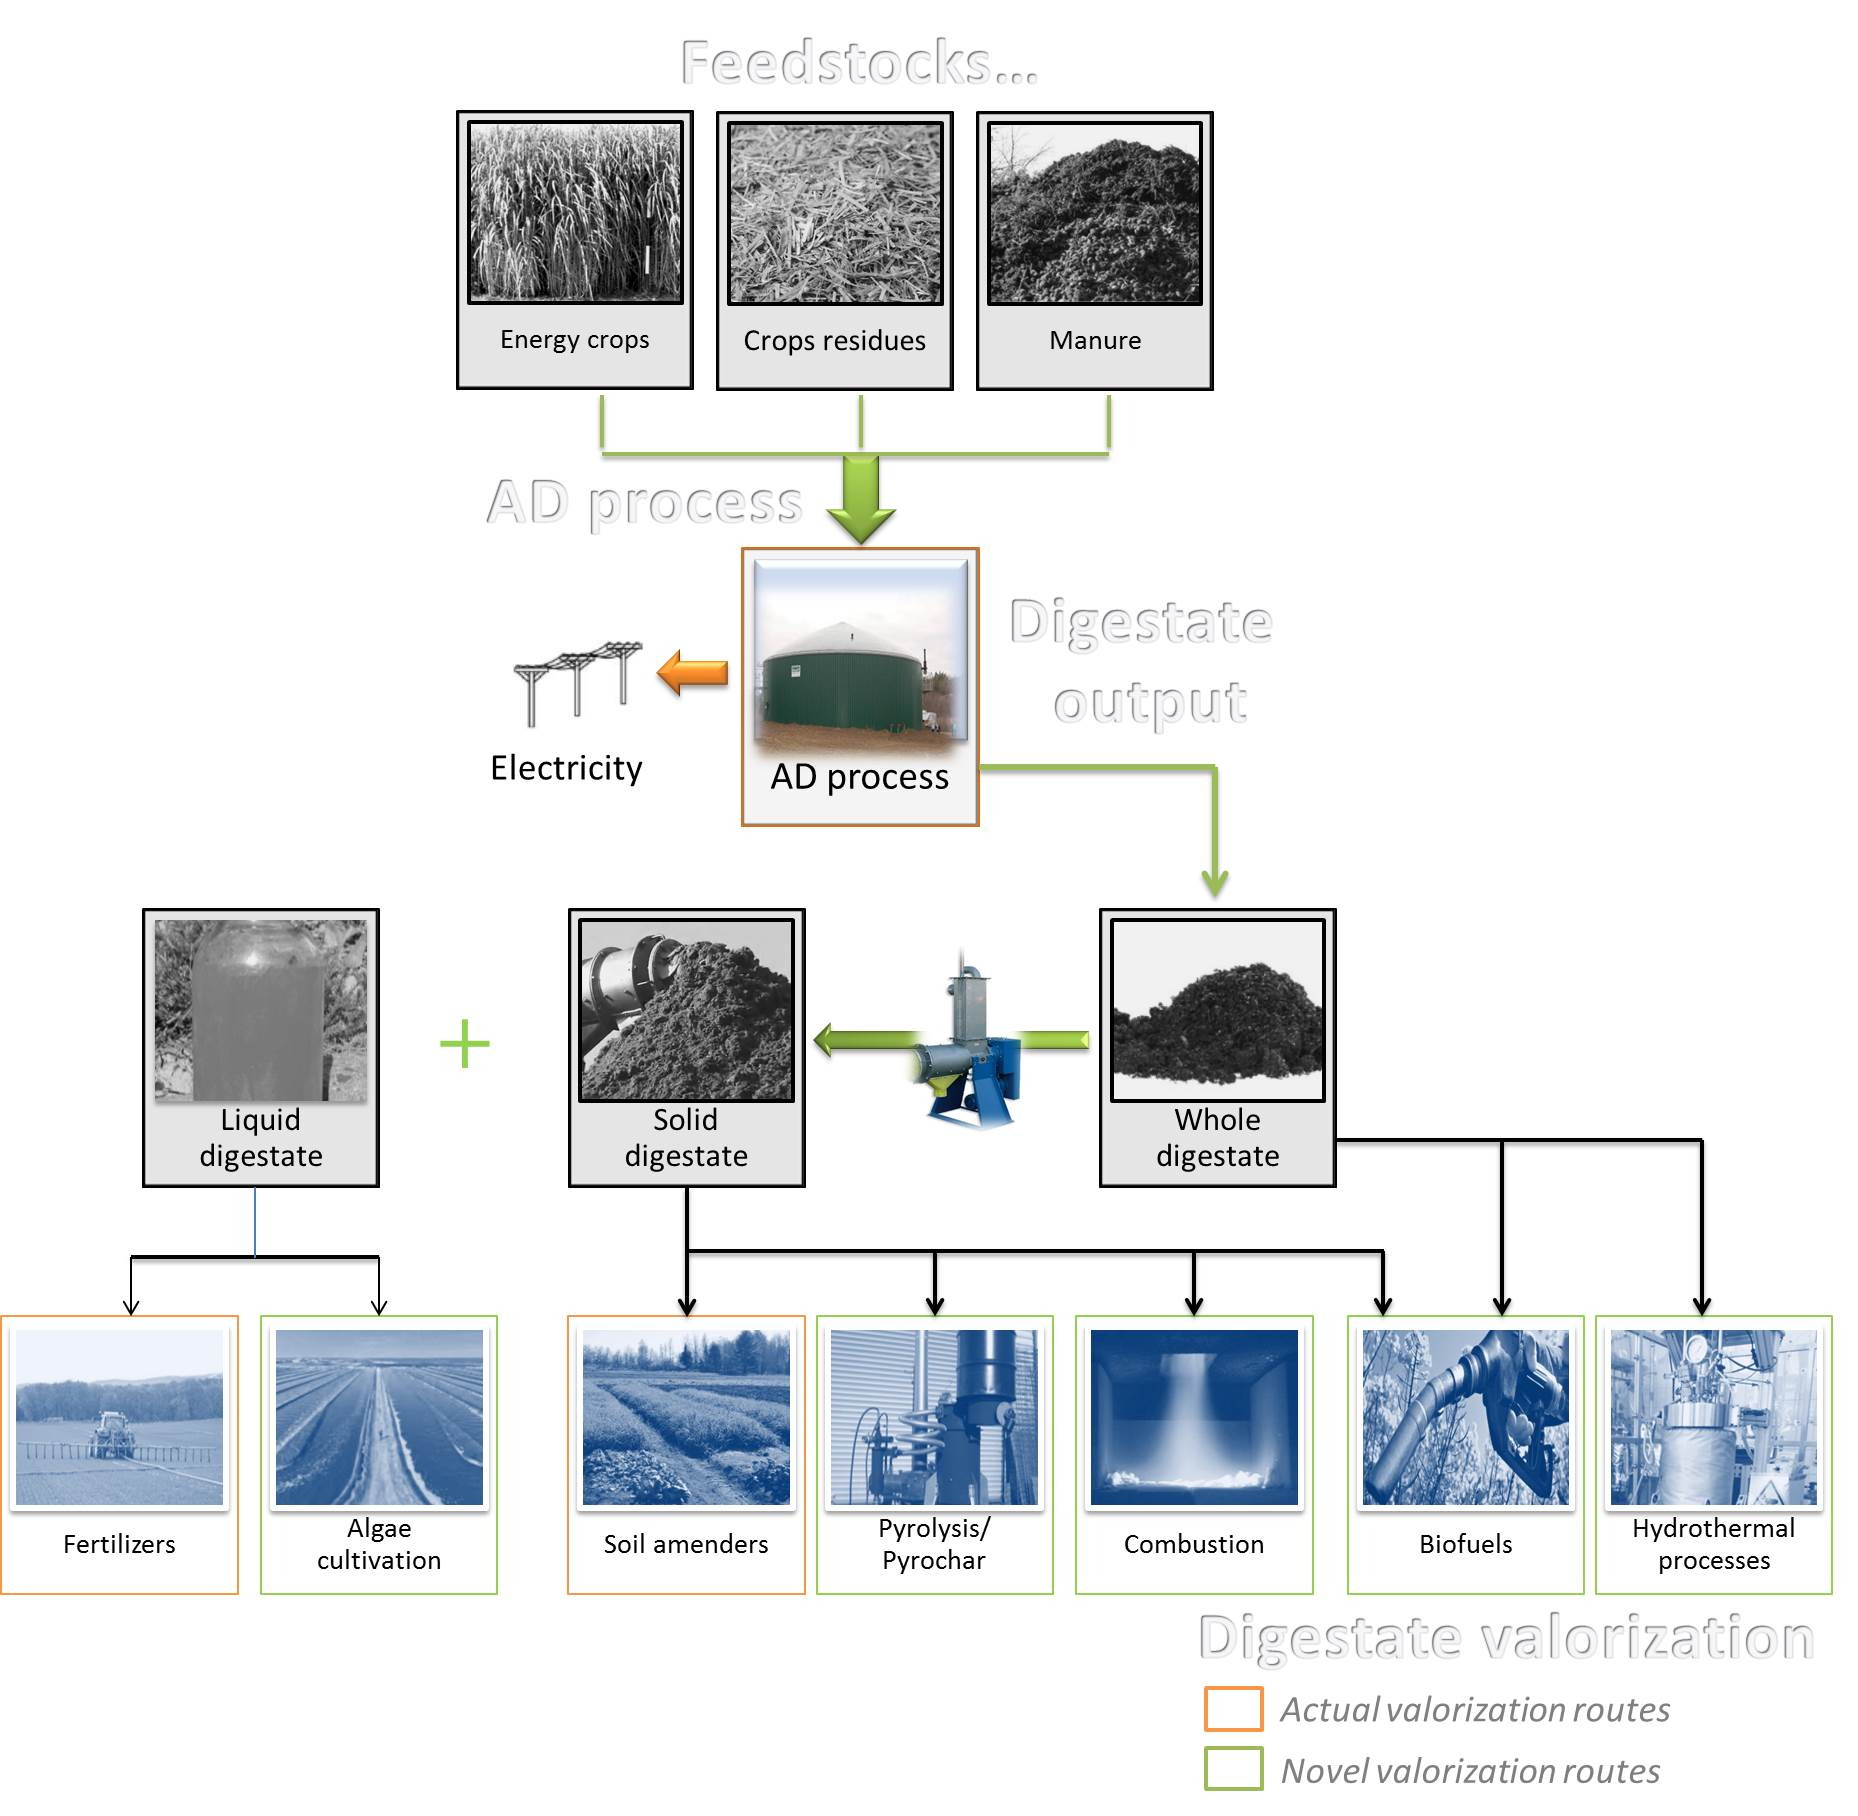 Feedstocks...
Energy crops
Crops residues
Manure
AD process
Digestate
output
Electricity
AD process
Liquid
digestate
+
Solid
digestate
Whole
digestate
Fertilizers
Algae
cultivation
Soil amenders
Pyrolysis/
Pyrochar
Combustion
Biofuels
Hydrothermal
processes
Digestate valorization
Actual valorization routes
Novel valorization routes